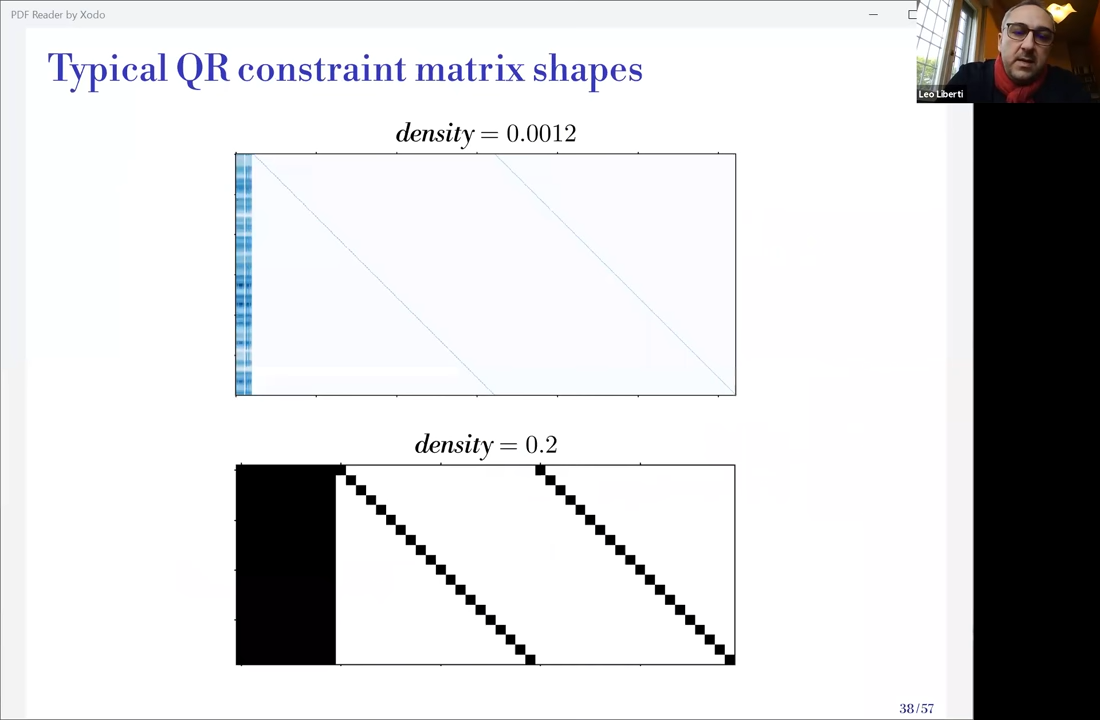 PDF Reader by Xodo
Typical QR constraint matrix shapes
Leo Liberti
density = 0.0012
density = 0.2
38/57